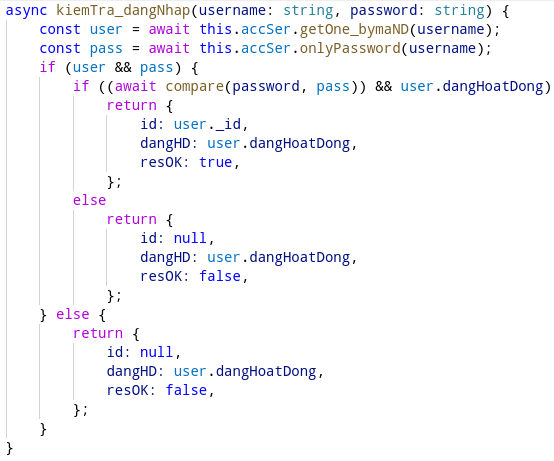 async kiemTra_dangNhap(username: string, password: string) {
    const user = await this.accSer.getOne_bymaND(username);
    const pass = await this.accSer.onlyPassword(username);
    if (user && pass) {
        if ((await compare(password, pass)) && user.dangHoatDong)
            return {
                id: user._id,
                dangHD: user.dangHoatDong,
                resOK: true,
            };
        else
            return {
                id: null,
                dangHD: user.dangHoatDong,
                resOK: false,
            };
    } else {
        return {
            id: null,
            dangHD: user.dangHoatDong,
            resOK: false,
        };
    }
}